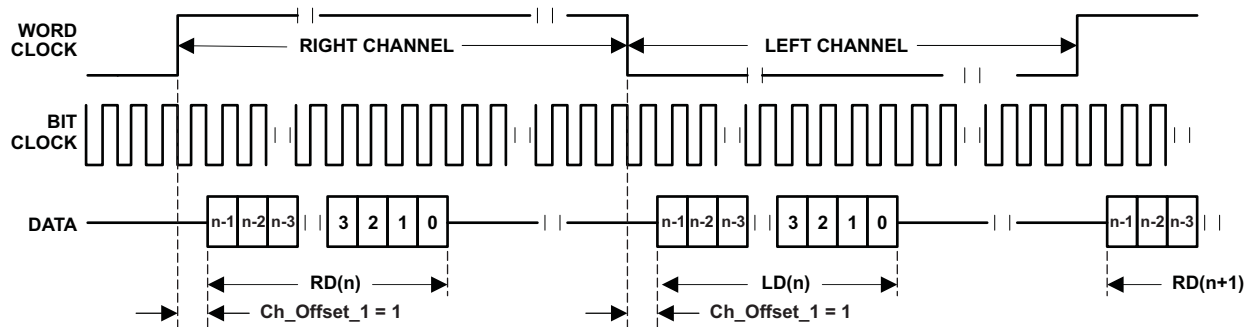 WORD
CLOCK
RIGHT CHANNEL
LEFT CHANNEL
BIT
CLOCK
DATA
n-1 n-2 n-3 3 2 1 0
n-1 n-2 n-3 3 2 1 0
n-1 n-2 n-3
RD(n)
LD(n)
RD(n+1)
Ch_Offset_1 = 1
Ch_Offset_1 = 1